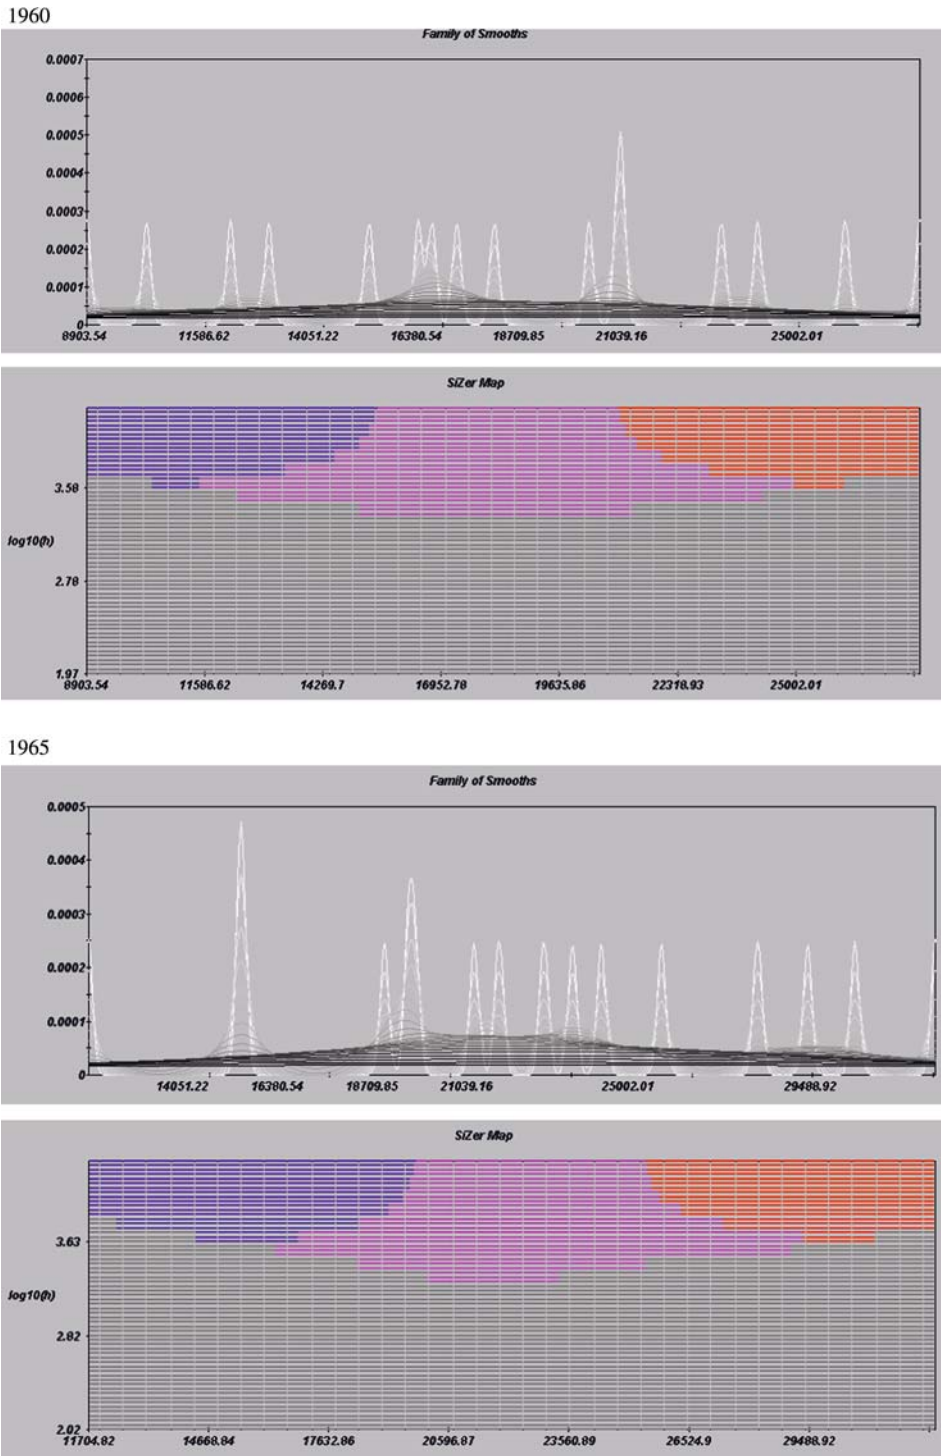 1960
Family of Smooths
0.0007
0.0006
0.0005
0.0004
0.0003
0.0002
0.0001
0
8903.54 11586.62 14051.22 16380.54 18709.85 21039.16 25002.01
SiZer Map
3.58
log10(h)
2.78
1.97
8903.54 11586.62 14269.7 16952.78 19635.86 22318.93 25002.01
1965
Family of Smooths
0.0005
0.0004
0.0003
0.0002
0.0001
0
14051.22 16380.54 18709.85 21039.16 25002.01 29488.92
SiZer Map
3.63
log10(h)
2.82
2.02
11704.82 14668.84 17632.86 20596.87 23560.89 26524.9 29488.92